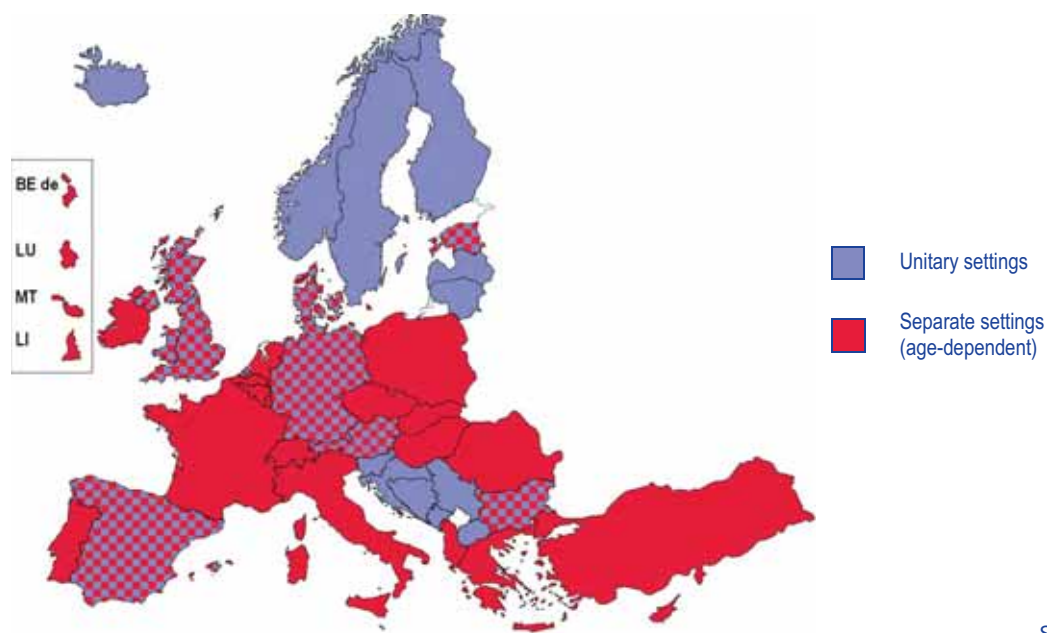 BE de
LU
MT
LI
Unitary settings
Separate settings
(age-dependent)